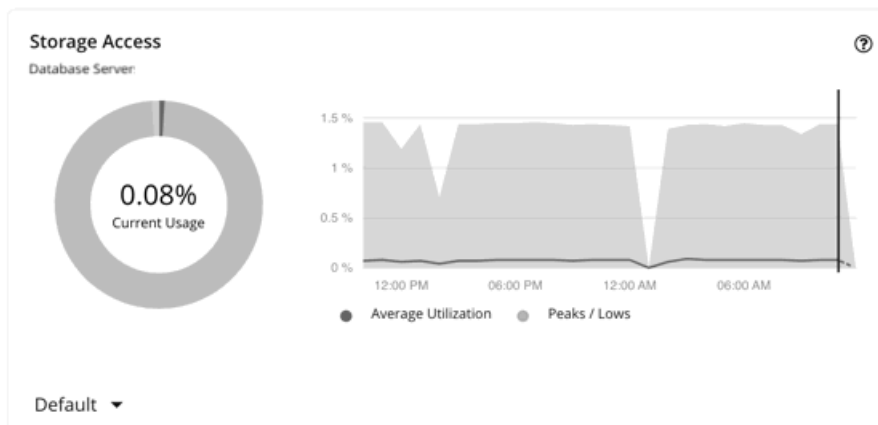 Storage Access
Database Server
0.08%
Current Usage
1.5 %
1 %
0.5 %
0 %
12:00 PM 06:00 PM 12:00 AM 06:00 AM
Average Utilization Peaks / Lows
Default